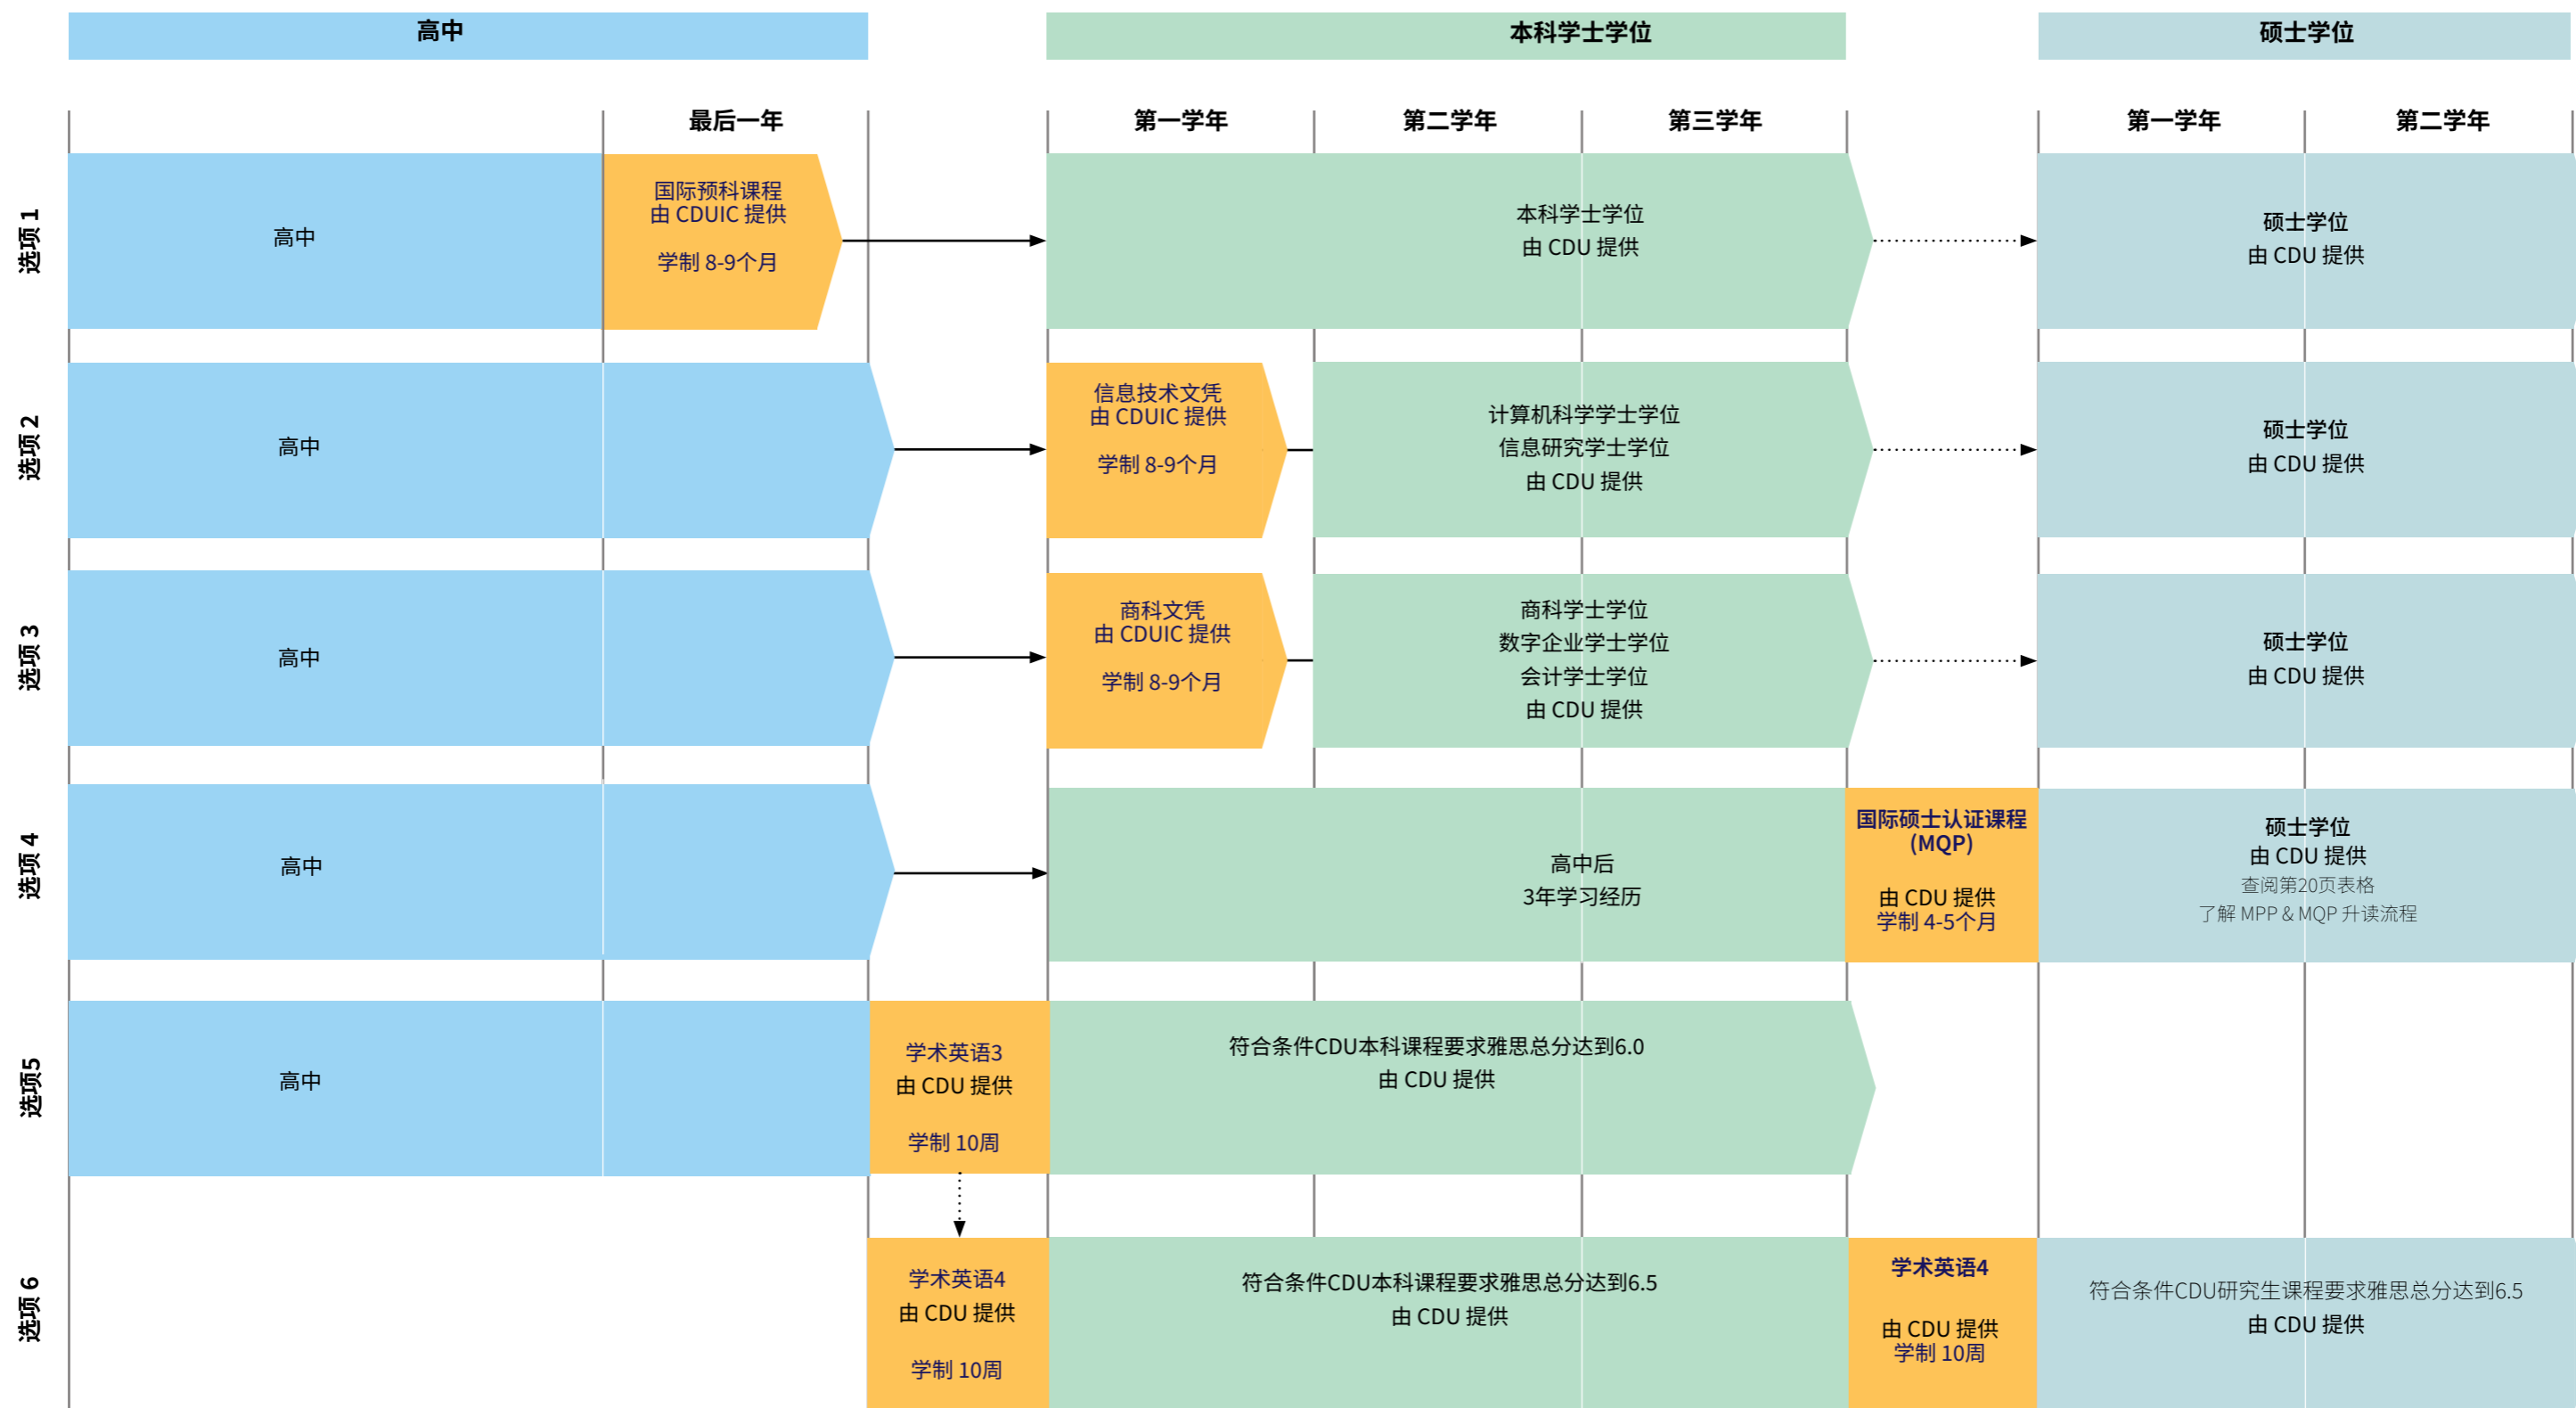 高中
本科学士学位
硕士学位
最后一年
第一学年
第二学年
第三学年
第一学年
第二学年
选项 1
高中
国际预科课程
由 CDUIC 提供
学制 8-9个月
本科学士学位
由 CDU 提供
硕士学位
由 CDU 提供
选项 2
高中
信息技术文凭
由 CDUIC 提供
学制 8-9个月
计算机科学学士学位
信息研究学士学位
由 CDU 提供
硕士学位
由 CDU 提供
选项 3
高中
商科文凭
由 CDUIC 提供
学制 8-9个月
商科学士学位
数字企业学士学位
会计学士学位
由 CDU 提供
硕士学位
由 CDU 提供
选项 4
高中
高中后
3年学习经历
国际硕士认证课程
(MQP)
由 CDU 提供
学制 4-5个月
硕士学位
由 CDU 提供
查阅第20页表格
了解 MPP & MQP 升读流程
选项5
高中
学术英语3
由 CDU 提供
学制 10周
符合条件CDU本科课程要求雅思总分达到6.0
由 CDU 提供
选项 6
学术英语4
由 CDU 提供
学制 10周
符合条件CDU本科课程要求雅思总分达到6.5
由 CDU 提供
学术英语4
由 CDU 提供
学制 10周
符合条件CDU研究生课程要求雅思总分达到6.5
由 CDU 提供